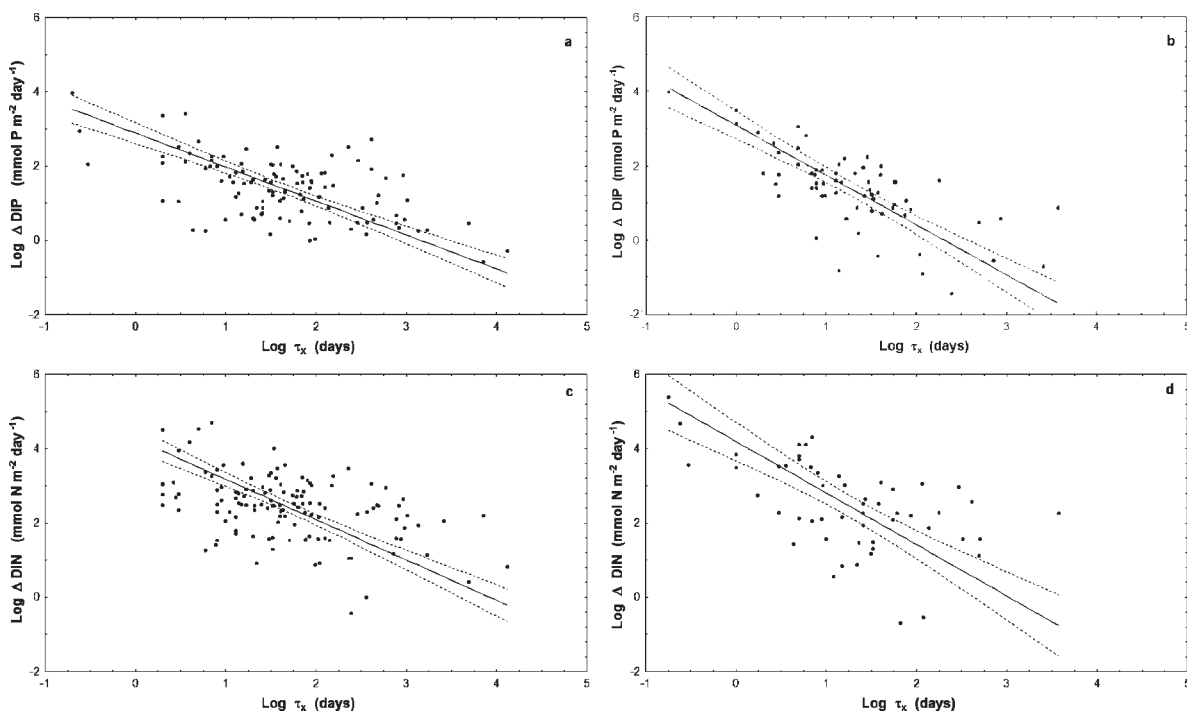 a
6
4
2
0
-2
Log Δ DIP (mmol P m-2 day-1)
-1 0 1 2 3 4 5
Log τx (days)
b
6
4
2
0
-2
Log Δ DIP (mmol P m-2 day-1)
-1 0 1 2 3 4 5
Log τx (days)
c
6
4
2
0
-2
Log Δ DIN (mmol N m-2 day-1)
-1 0 1 2 3 4 5
Log τx (days)
d
6
4
2
0
-2
Log Δ DIN (mmol N m-2 day-1)
-1 0 1 2 3 4 5
Log τx (days)